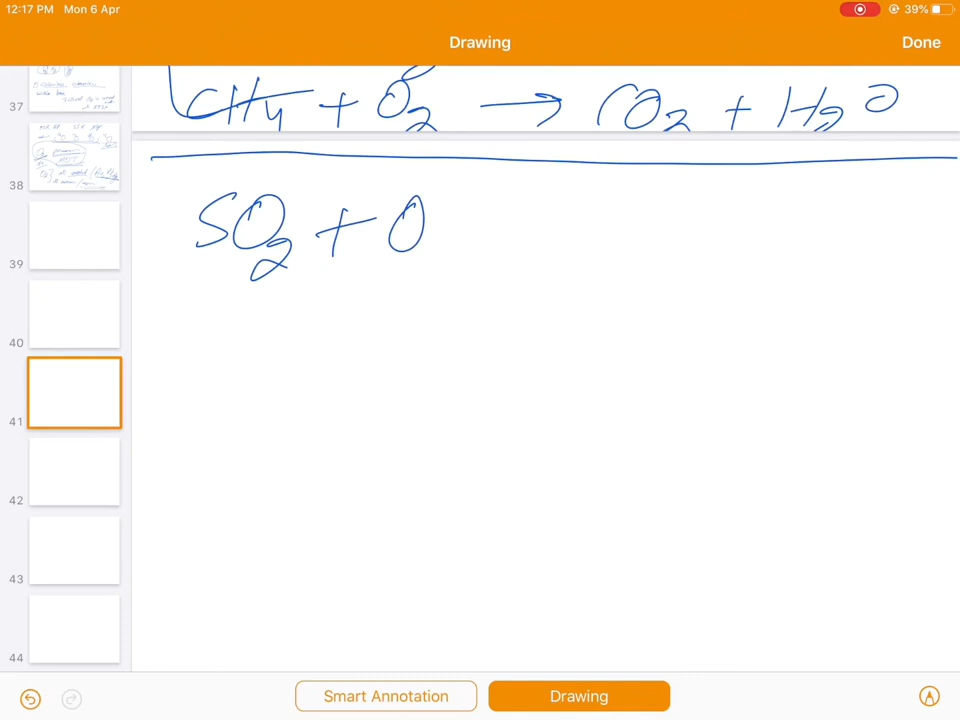 12:17 PM Mon 6 Apr
39%
Drawing
Done
37
38
39
40
41
42
43
44
CH4 + O2 → CO2 + H2O
SO2 + O
Smart Annotation
Drawing